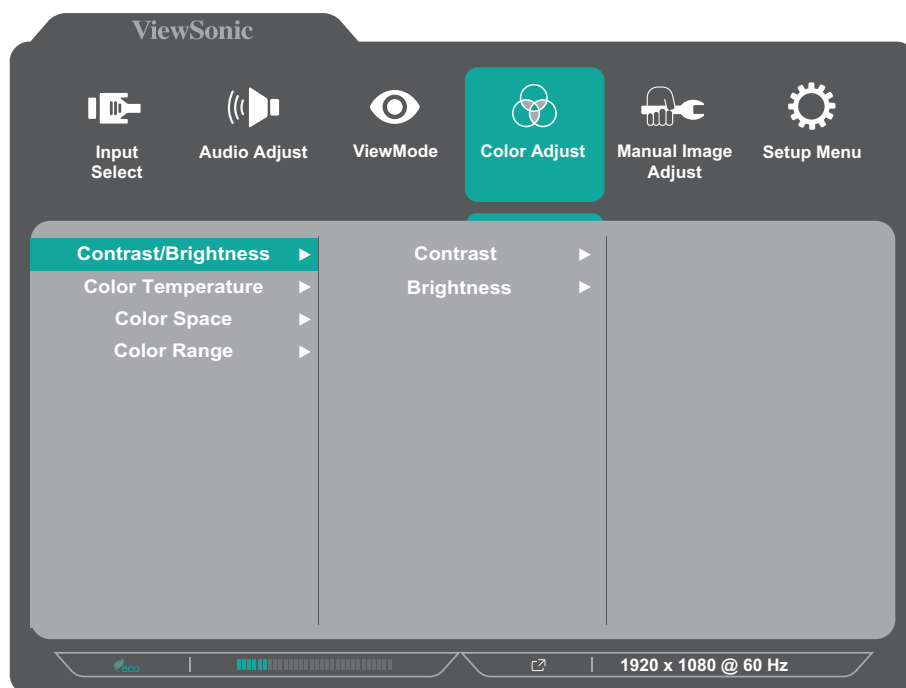 ViewSonic
Input
Select
Audio Adjust
ViewMode
Color Adjust
Manual Image
Adjust
Setup Menu
Contrast/Brightness
Color Temperature
Color Space
Color Range
Contrast
Brightness
eco
1920 x 1080 @ 60 Hz